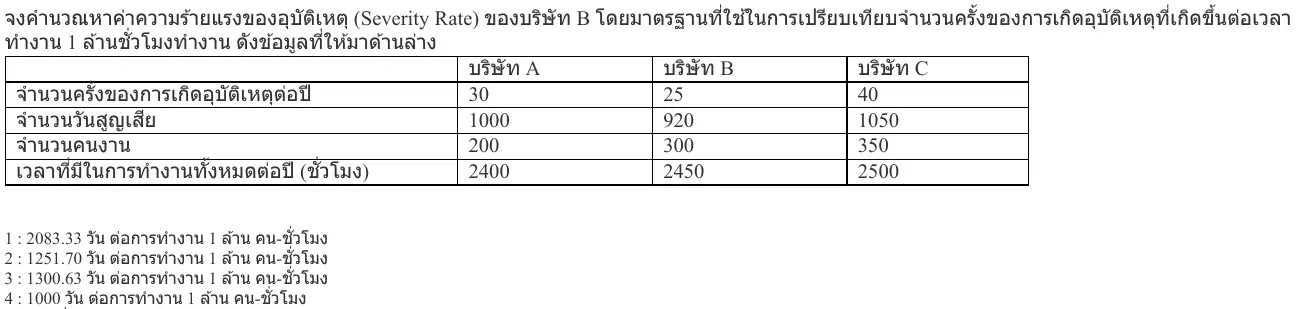 จงคำนวณหาค่าความร้ายแรงของอุบัติเหตุ (Severity Rate) ของบริษัท B โดยมาตรฐานที่ใช้ในการเปรียบเทียบจำนวนครั้งของการเกิดอุบัติเหตุที่เกิดขึ้นต่อเวลา
ทำงาน 1 ล้านชั่วโมงทำงาน ดังข้อมูลที่ให้มาด้านล่าง
บริษัท A บริษัท B บริษัท C
จำนวนครั้งของการเกิดอุบัติเหตุต่อปี 30 25 40
จำนวนวันสูญเสีย 1000 920 1050
จำนวนคนงาน 200 300 350
เวลาที่มีในการทำงานทั้งหมดต่อปี (ชั่วโมง) 2400 2450 2500
1 : 2083.33 วัน ต่อการทำงาน 1 ล้าน คน-ชั่วโมง
2 : 1251.70 วัน ต่อการทำงาน 1 ล้าน คน-ชั่วโมง
3 : 1300.63 วัน ต่อการทำงาน 1 ล้าน คน-ชั่วโมง
4 : 1000 วัน ต่อการทำงาน 1 ล้าน คน-ชั่วโมง